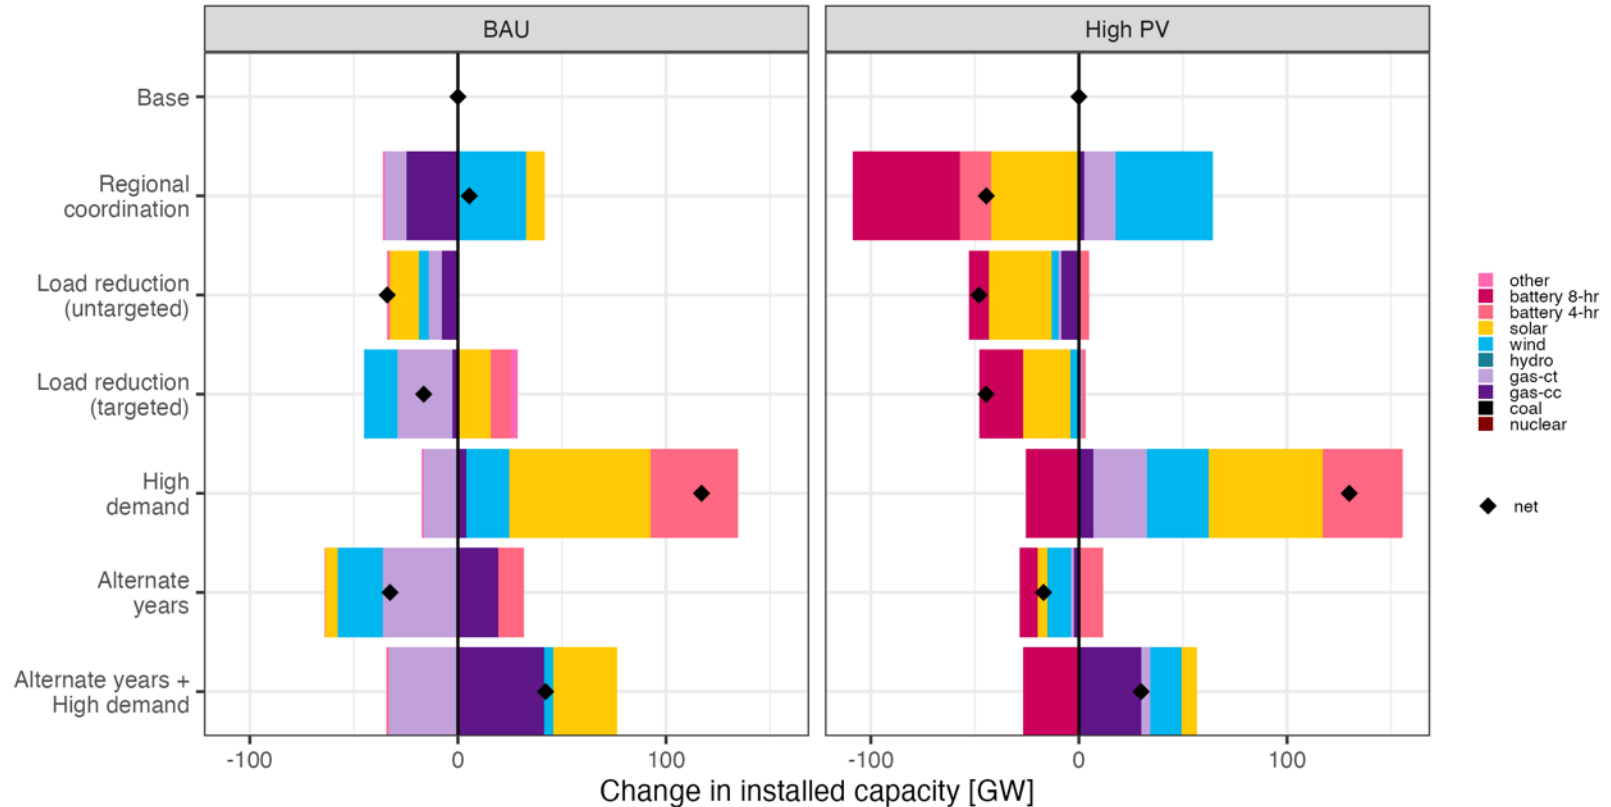 BAU
High PV
Base
Regional
coordination
Load reduction
(untargeted)
Load reduction
(targeted)
High
demand
Alternate
years
Alternate years +
High demand
-100
0
100
-100
0
100
Change in installed capacity [GW]
other
battery 8-hr
battery 4-hr
solar
wind
hydro
gas-ct
gas-cc
coal
nuclear
net